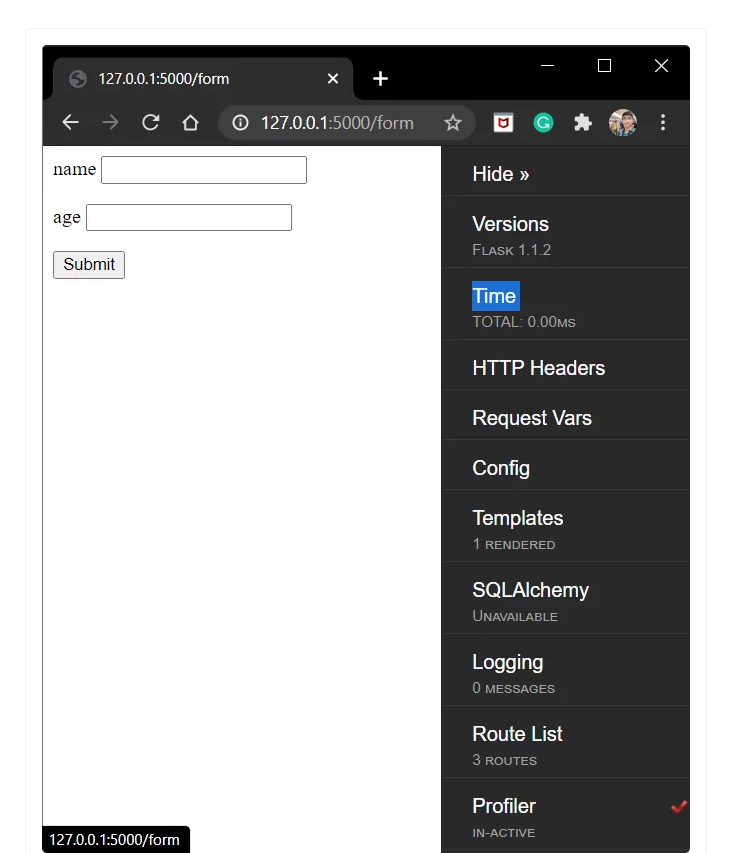 127.0.0.1:5000/form
127.0.0.1:5000/form
name
age
Submit
Hide »
Versions
Flask 1.1.2
Time
TOTAL: 0.00ms
HTTP Headers
Request Vars
Config
Templates
1 rendered
SQLAlchemy
Unavailable
Logging
0 messages
Route List
3 routes
Profiler
in-active
127.0.0.1:5000/form